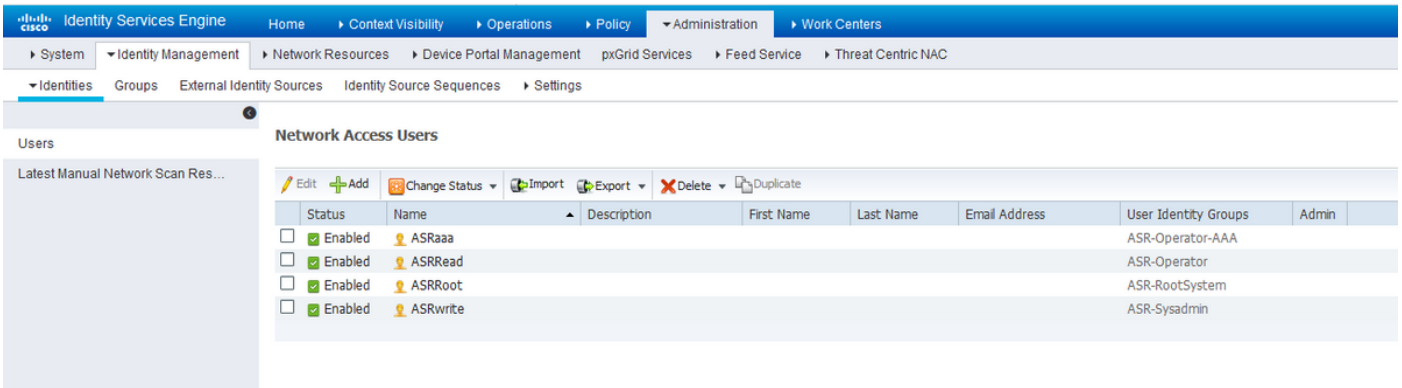 cisco Identity Services Engine Home Context Visibility Operations Policy Administration Work Centers
System Identity Management Network Resources Device Portal Management pxGrid Services Feed Service Threat Centric NAC
Identities Groups External Identity Sources Identity Source Sequences Settings
Users
Latest Manual Network Scan Res...
Network Access Users
Edit Add Change Status Import Export Delete Duplicate
Status Name Description First Name Last Name Email Address User Identity Groups Admin
Enabled ASRaaa ASR-Operator-AAA
Enabled ASRRead ASR-Operator
Enabled ASRRoot ASR-RootSystem
Enabled ASRwrite ASR-Sysadmin